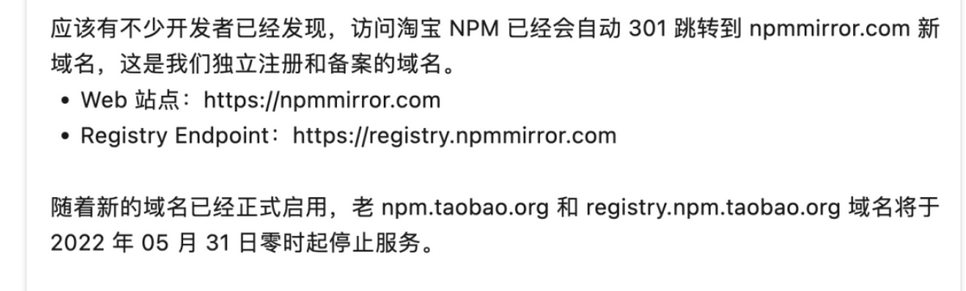 应该有不少开发者已经发现，访问淘宝 NPM 已经会自动 301 跳转到 npmmirror.com 新
域名，这是我们独立注册和备案的域名。
• Web 站点：https://npmmirror.com
• Registry Endpoint：https://registry.npmmirror.com
随着新的域名已经正式启用，老 npm.taobao.org 和 registry.npm.taobao.org 域名将于
2022 年 05 月 31 日零时起停止服务。